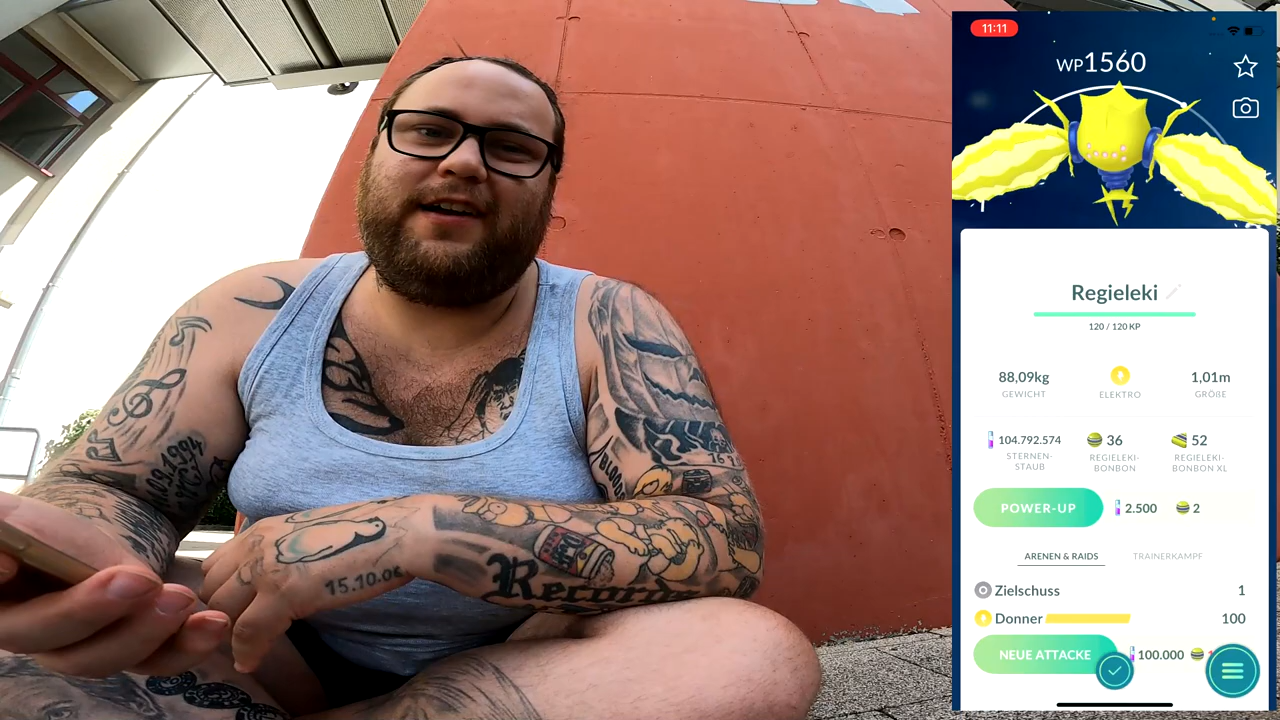 11:11
WP1560
Regieleki
120 / 120 KP
88,09kg
GEWICHT
ELEKTRO
1,01m
GRÖßE
104.792.574
STERNEN-
STAUB
36
REGIELEKI-
BONBON
52
REGIELEKI-
BONBON XL
POWER-UP
2.500
2
ARENEN & RAIDS
TRAINERKAMPF
Zielschuss
1
Donner
100
NEUE ATTACKE
100.000
15.10.06
Records